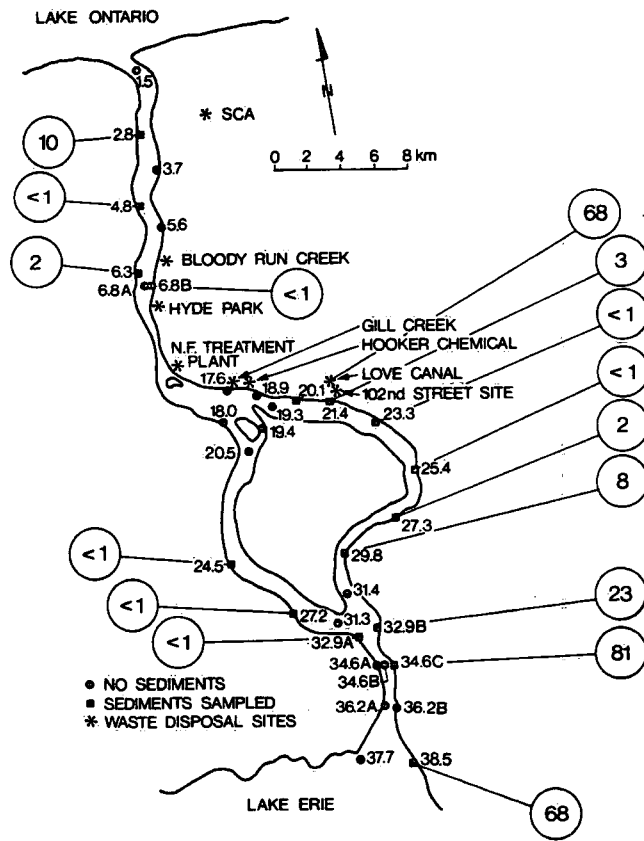 LAKE ONTARIO
1.5
N
SCA
10
2.8
0 2 4 6 8 km
3.7
<1
4.8
5.6
68
BLOODY RUN CREEK
3
2
6.3
6.8A
6.8B
<1
HYDE PARK
GILL CREEK
<1
HOOKER CHEMICAL
N.F. TREATMENT
PLANT
LOVE CANAL
<1
17.6
18.9
20.1
102nd STREET SITE
18.0
19.3
21.4
23.3
19.4
2
20.5
25.4
8
27.3
<1
29.8
24.5
31.4
23
<1
27.2
31.3
32.9B
<1
32.9A
81
34.6A
34.6C
34.6B
NO SEDIMENTS
SEDIMENTS SAMPLED
WASTE DISPOSAL SITES
36.2A
36.2B
37.7
38.5
LAKE ERIE
68